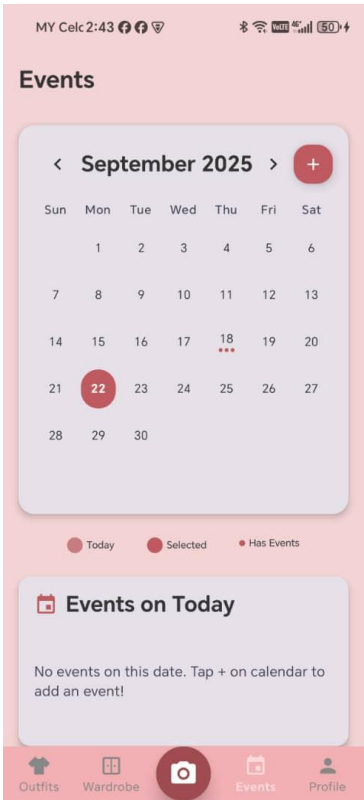 MY Celc 2:43 VoLTE 4G 50
Events
< September 2025 > +
Sun Mon Tue Wed Thu Fri Sat
1 2 3 4 5 6
7 8 9 10 11 12 13
14 15 16 17 18 19 20
21 22 23 24 25 26 27
28 29 30
Today Selected Has Events
Events on Today
No events on this date. Tap + on calendar to
add an event!
Outfits Wardrobe Events Profile